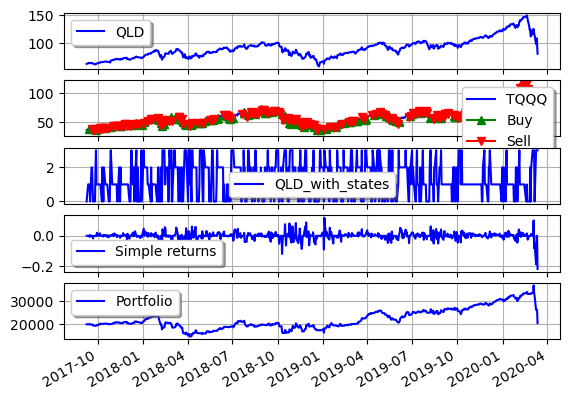 150
100
QLD
100
50
TQQQ
Buy
Sell
2
0
QLD_with_states
0.0
−0.2
Simple returns
30000
20000
Portfolio
2017-10 2018-01 2018-04 2018-07 2018-10 2019-01 2019-04 2019-07 2019-10 2020-01 2020-04